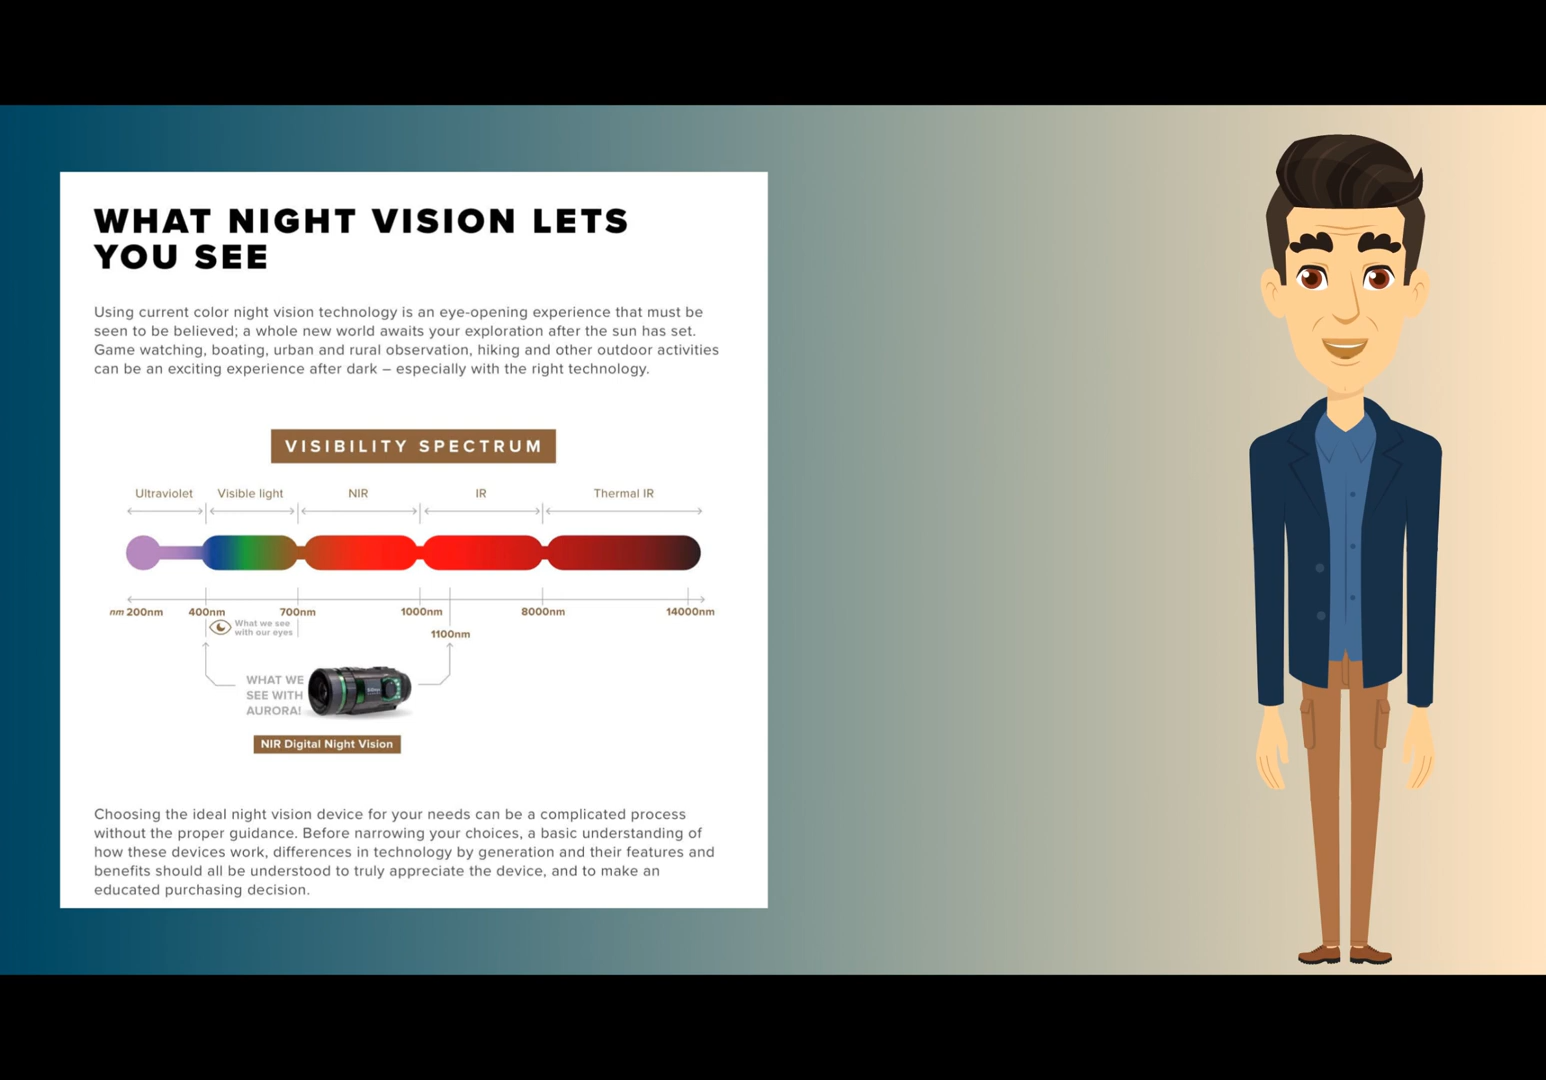 WHAT NIGHT VISION LETS
YOU SEE
Using current color night vision technology is an eye-opening experience that must be
seen to be believed; a whole new world awaits your exploration after the sun has set.
Game watching, boating, urban and rural observation, hiking and other outdoor activities
can be an exciting experience after dark – especially with the right technology.
VISIBILITY SPECTRUM
Ultraviolet Visible light NIR IR Thermal IR
nm 200nm 400nm 700nm 1000nm 8000nm 14000nm
What we see
with our eyes
1100nm
WHAT WE
SEE WITH
AURORA!
NIR Digital Night Vision
Choosing the ideal night vision device for your needs can be a complicated process
without the proper guidance. Before narrowing your choices, a basic understanding of
how these devices work, differences in technology by generation and their features and
benefits should all be understood to truly appreciate the device, and to make an
educated purchasing decision.